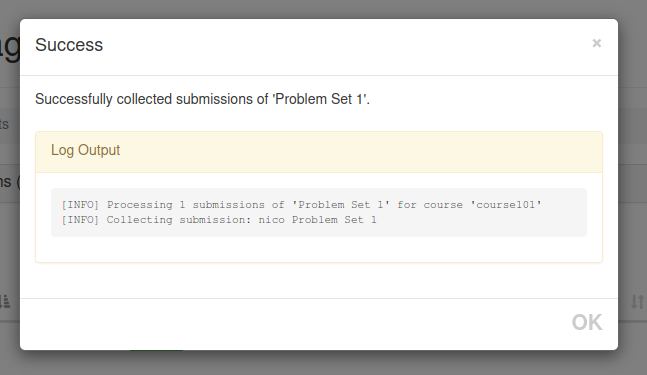 Success
×
Successfully collected submissions of 'Problem Set 1'.
Log Output
[INFO] Processing 1 submissions of 'Problem Set 1' for course 'course101'
[INFO] Collecting submission: nico Problem Set 1
OK